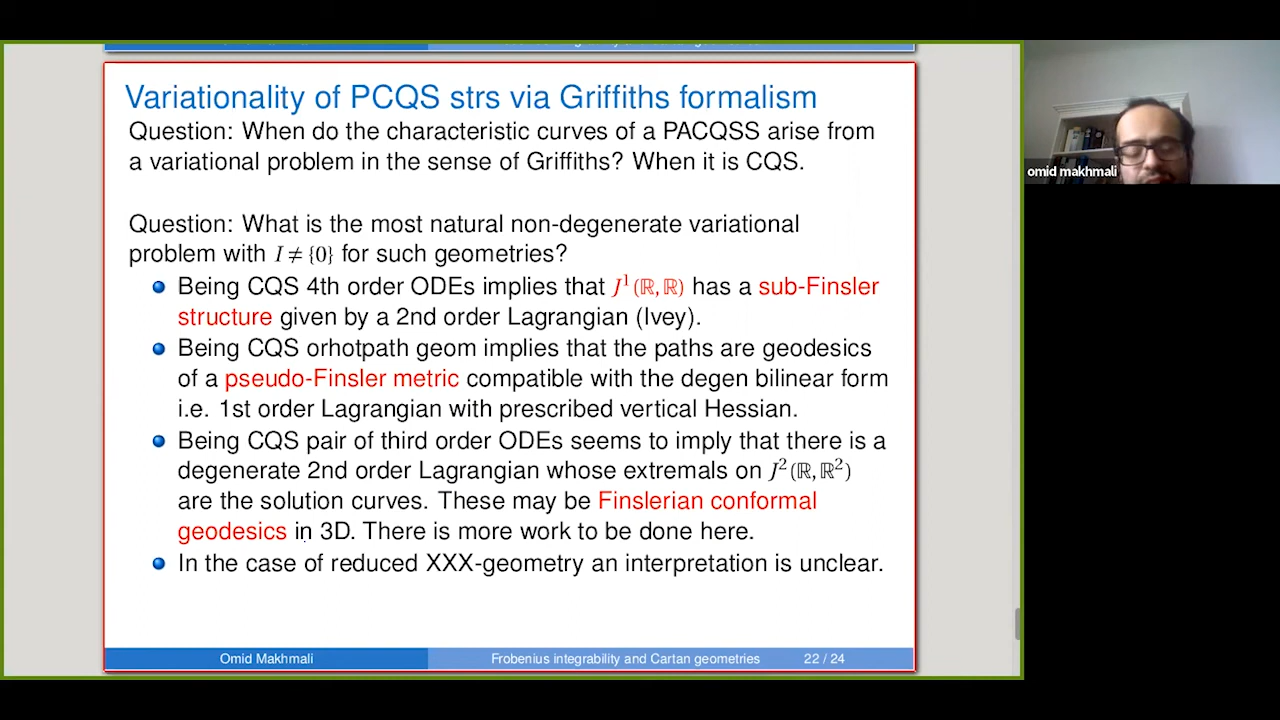 Variationality of PCQS strs via Griffiths formalism
Question: When do the characteristic curves of a PACQSS arise from
a variational problem in the sense of Griffiths? When it is CQS.
Question: What is the most natural non-degenerate variational
problem with I ≠ {0} for such geometries?
Being CQS 4th order ODEs implies that J¹(ℝ,ℝ) has a sub-Finsler
structure given by a 2nd order Lagrangian (Ivey).
Being CQS orhotpath geom implies that the paths are geodesics
of a pseudo-Finsler metric compatible with the degen bilinear form
i.e. 1st order Lagrangian with prescribed vertical Hessian.
Being CQS pair of third order ODEs seems to imply that there is a
degenerate 2nd order Lagrangian whose extremals on J²(ℝ,ℝ²)
are the solution curves. These may be Finslerian conformal
geodesics in 3D. There is more work to be done here.
In the case of reduced XXX-geometry an interpretation is unclear.
Omid Makhmali Frobenius integrability and Cartan geometries 22 / 24
omid makhmali